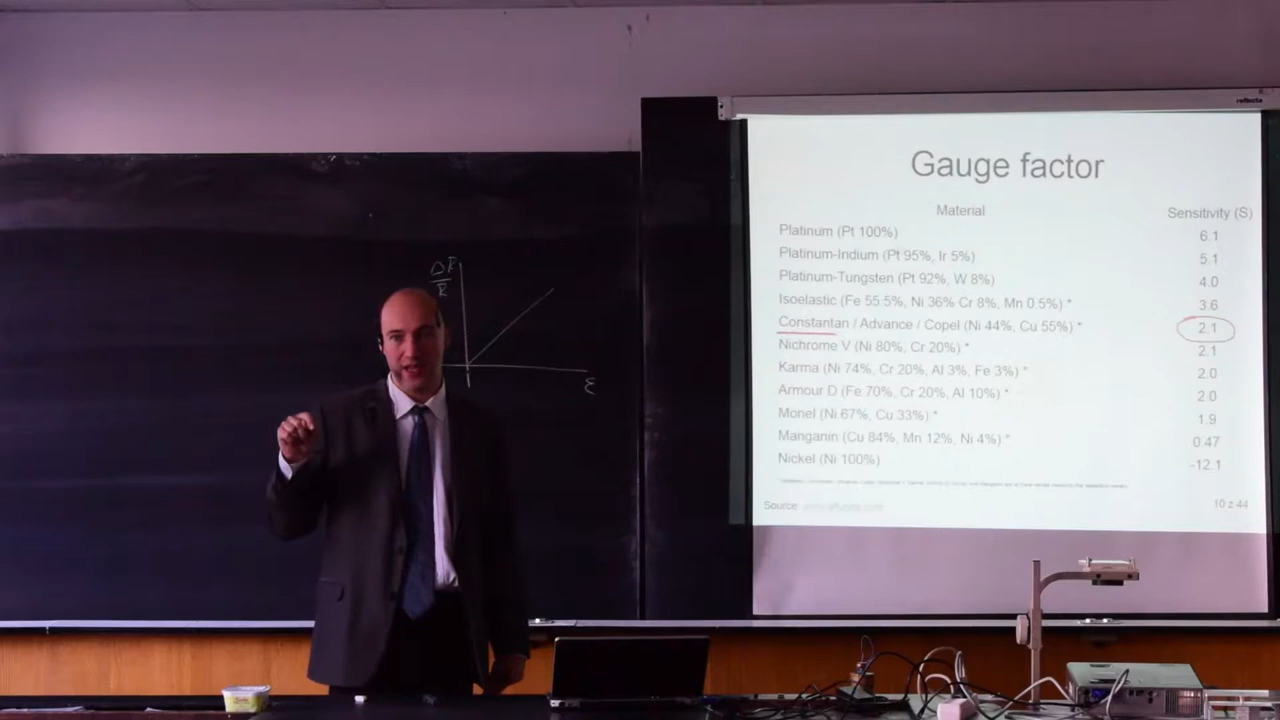 reflecta
Gauge factor
Material Sensitivity (S)
Platinum (Pt 100%) 6.1
Platinum-Indium (Pt 95%, Ir 5%) 5.1
Platinum-Tungsten (Pt 92%, W 8%) 4.0
Isoelastic (Fe 55.5%, Ni 36% Cr 8%, Mn 0.5%) * 3.6
Constantan / Advance / Copel (Ni 44%, Cu 55%) * 2.1
Nichrome V (Ni 80%, Cr 20%) * 2.1
Karma (Ni 74%, Cr 20%, Al 3%, Fe 3%) * 2.0
Armour D (Fe 70%, Cr 20%, Al 10%) * 2.0
Monel (Ni 67%, Cu 33%) * 1.9
Manganin (Cu 84%, Mn 12%, Ni 4%) * 0.47
Nickel (Ni 100%) -12.1
Source:
10 z 44
ΔR
R
ε